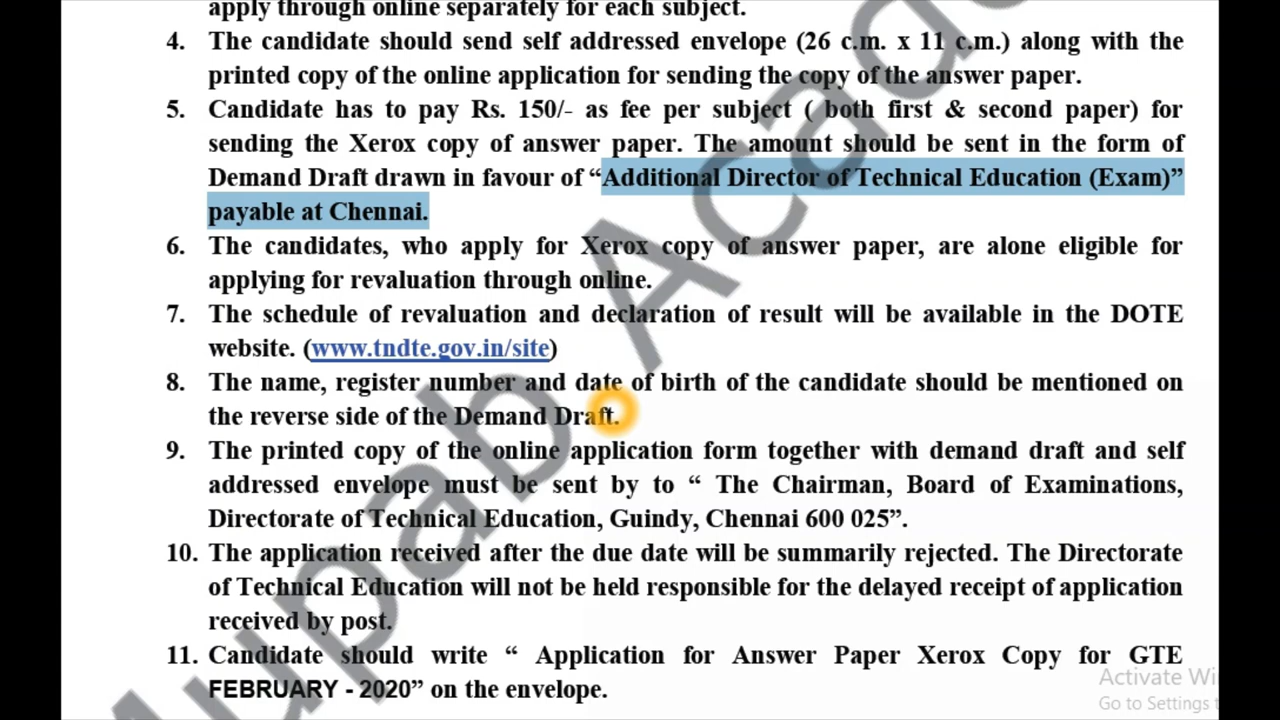 apply through online separately for each subject.
4. The candidate should send self addressed envelope (26 c.m. x 11 c.m.) along with the
printed copy of the online application for sending the copy of the answer paper.
5. Candidate has to pay Rs. 150/- as fee per subject ( both first & second paper) for
sending the Xerox copy of answer paper. The amount should be sent in the form of
Demand Draft drawn in favour of “Additional Director of Technical Education (Exam)”
payable at Chennai.
6. The candidates, who apply for Xerox copy of answer paper, are alone eligible for
applying for revaluation through online.
7. The schedule of revaluation and declaration of result will be available in the DOTE
website. (www.tndte.gov.in/site)
8. The name, register number and date of birth of the candidate should be mentioned on
the reverse side of the Demand Draft.
9. The printed copy of the online application form together with demand draft and self
addressed envelope must be sent by to “ The Chairman, Board of Examinations,
Directorate of Technical Education, Guindy, Chennai 600 025”.
10. The application received after the due date will be summarily rejected. The Directorate
of Technical Education will not be held responsible for the delayed receipt of application
received by post.
11. Candidate should write “ Application for Answer Paper Xerox Copy for GTE
FEBRUARY - 2020” on the envelope.
Activate Wi
Go to Settings